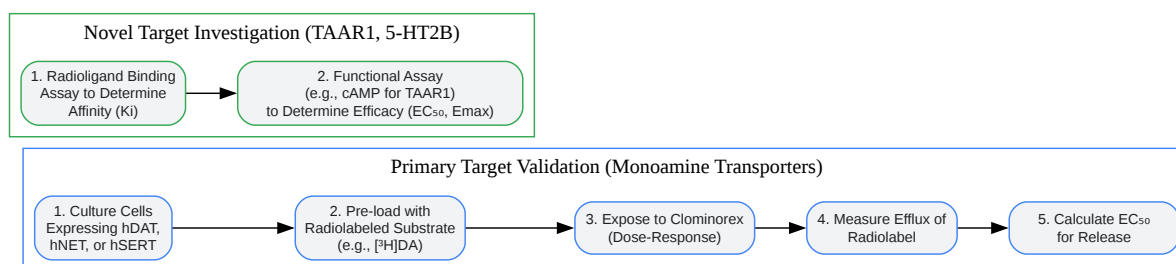 Novel Target Investigation (TAAR1, 5-HT2B)
1. Radioligand Binding
Assay to Determine
Affinity (Ki)
2. Functional Assay
(e.g., cAMP for TAAR1)
to Determine Efficacy (EC₅₀, Emax)
Primary Target Validation (Monoamine Transporters)
1. Culture Cells
Expressing hDAT,
hNET, or hSERT
2. Pre-load with
Radiolabeled Substrate
(e.g., [³H]DA)
3. Expose to Clominorex
(Dose-Response)
4. Measure Efflux of
Radiolabel
5. Calculate EC₅₀
for Release